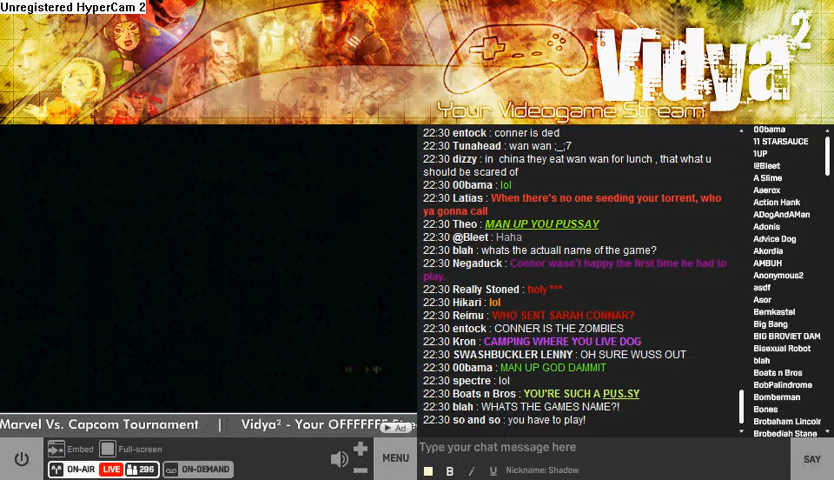 Unregistered HyperCam 2
Vidya²
Your Videogame Stream
22:30 entock : conner is ded
22:30 Tunahead : wan wan ;_;7
22:30 dizzy : in china they eat wan wan for lunch , that what u
should be scared of
22:30 00bama : lol
22:30 Latias : When there's no one seeding your torrent, who
ya gonna call
22:30 Theo : MAN UP YOU PUSSAY
22:30 @Bleet : Haha
22:30 blah : whats the actuall name of the game?
22:30 Negaduck : Connor wasn't happy the first time he had to
play.
22:30 Really Stoned : holy ***
22:30 Hikari : lol
22:30 Reimu : WHO SENT SARAH CONNAR?
22:30 entock : CONNER IS THE ZOMBIES
22:30 Kron : CAMPING WHERE YOU LIVE DOG
22:30 SWASHBUCKLER LENNY : OH SURE WUSS OUT
22:30 00bama : MAN UP GOD DAMMIT
22:30 spectre : lol
22:30 Boats n Bros : YOU'RE SUCH A PUS.SY
22:30 blah : WHATS THE GAMES NAME?!
22:30 so and so : you have to play!
00bama
11 STARSAUCE
1UP
@Bleet
A Slime
Aaerox
Action Hank
ADogAndAMan
Adonis
Advice Dog
Akordia
AMBUH
Anonymous2
asdf
Asor
Bernkastel
Big Bang
BIG BROVIET DAM
Bisexual Robot
blah
Boats n Bros
BobPalindrome
Bomberman
Bones
Brobaham Lincoln
Brobediah Stane
Marvel Vs. Capcom Tournament | Vidya² - Your OFFFFFFF Stre
Ad
Embed
Full-screen
ON-AIR LIVE 286 ON-DEMAND
MENU
Type your chat message here
B I U Nickname: Shadow
SAY